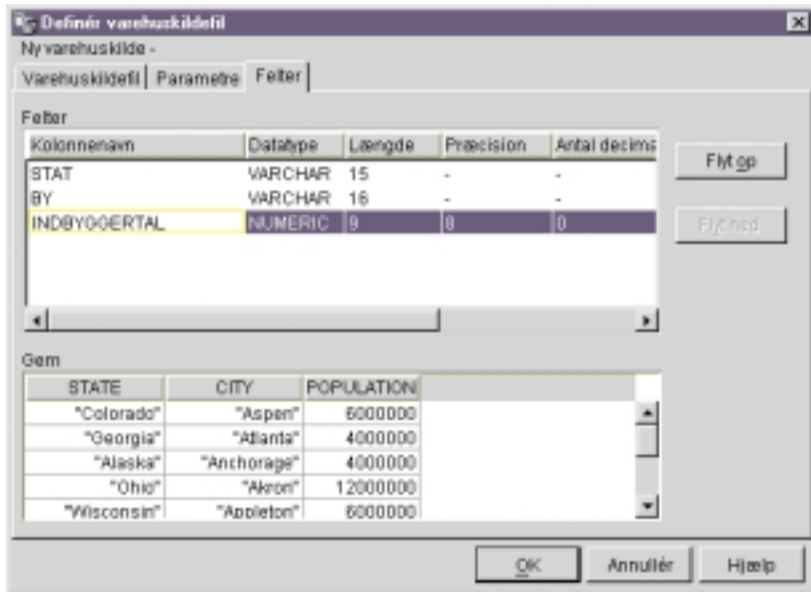 Definér varehuskildefil
Ny varehuskilde -
Varehuskildefil Parametre Felter
Felter
Kolonnenavn Datatype Længde Præcision Antal decima
STAT VARCHAR 15 - -
BY VARCHAR 16 - -
INDBYGGERTAL NUMERIC 9 8 0
Flyt op
Flyt ned
Gem
STATE CITY POPULATION
"Colorado" "Aspen" 6000000
"Georgia" "Atlanta" 4000000
"Alaska" "Anchorage" 4000000
"Ohio" "Akron" 12000000
"Wisconsin" "Appleton" 6000000
OK Annullér Hjælp